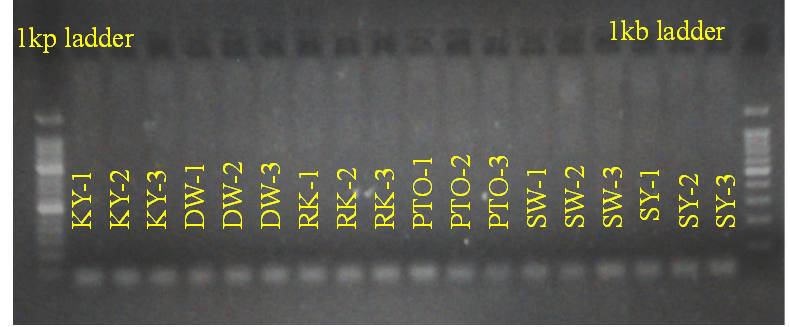 1kp ladder
1kb ladder
KY-1
KY-2
KY-3
DW-1
DW-2
DW-3
RK-1
RK-2
RK-3
PTO-1
PTO-2
PTO-3
SW-1
SW-2
SW-3
SY-1
SY-2
SY-3